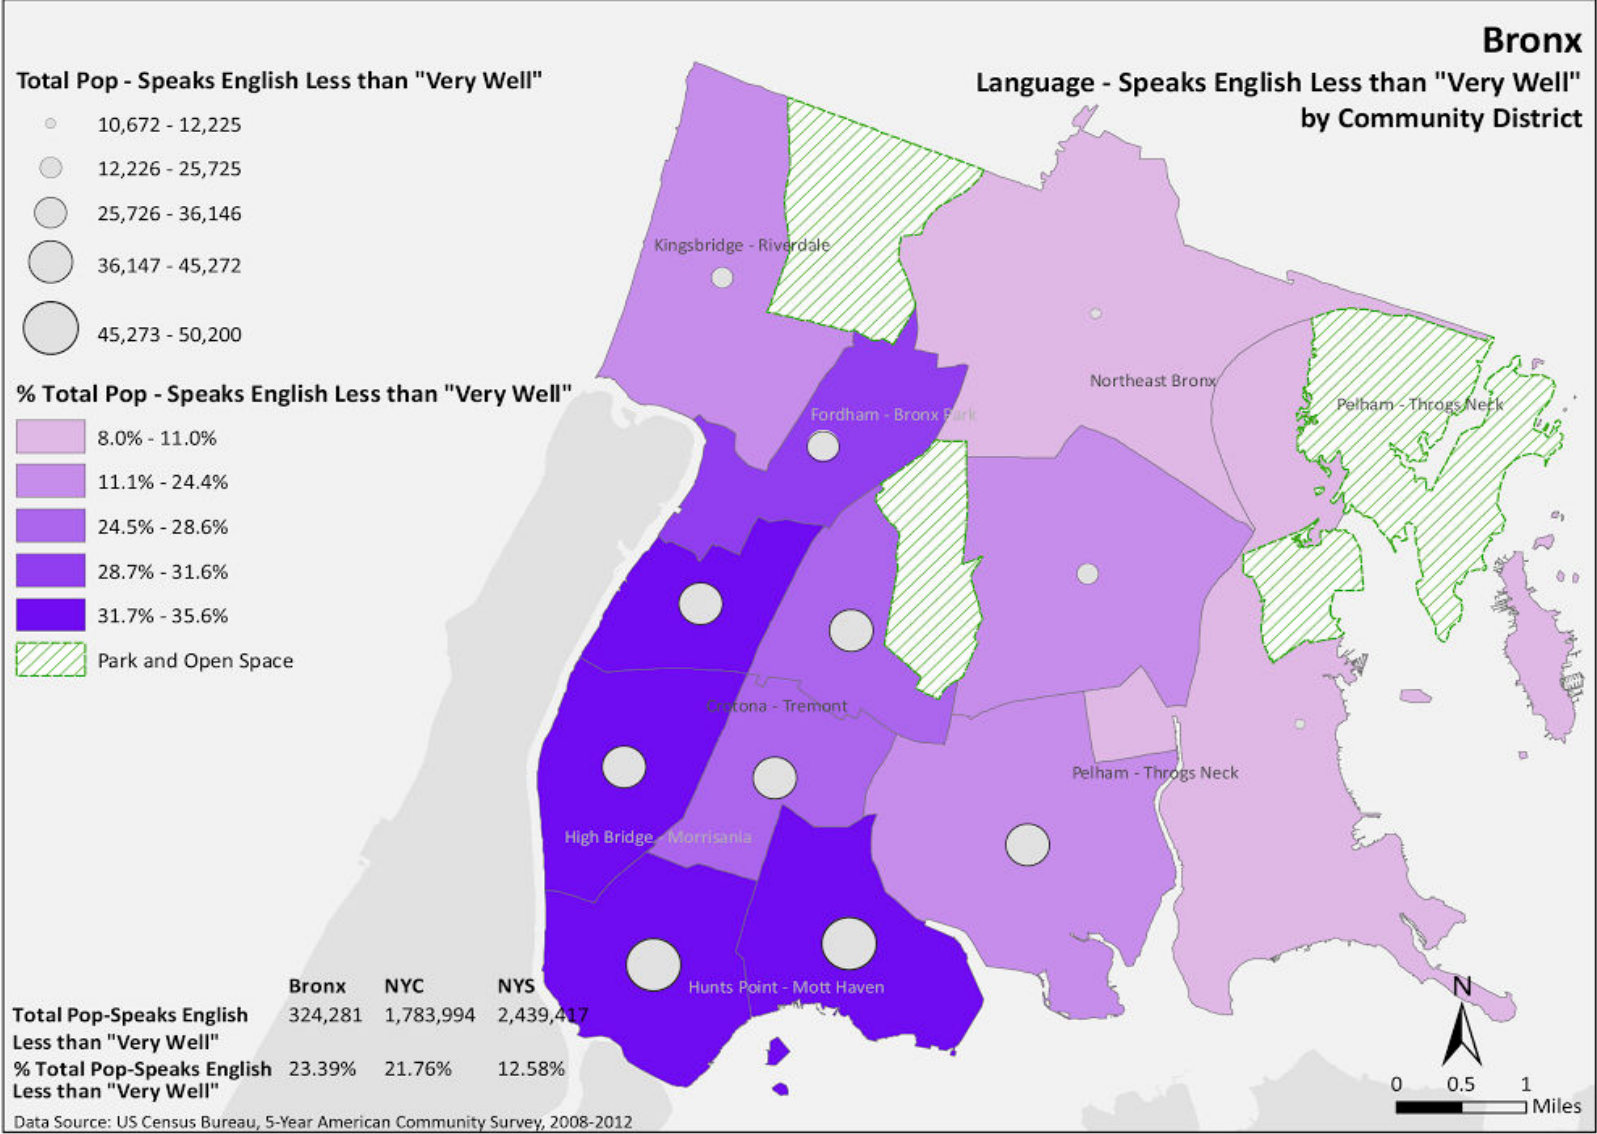 Bronx
Language - Speaks English Less than "Very Well"
by Community District
Total Pop - Speaks English Less than "Very Well"
10,672 - 12,225
12,226 - 25,725
25,726 - 36,146
36,147 - 45,272
45,273 - 50,200
% Total Pop - Speaks English Less than "Very Well"
8.0% - 11.0%
11.1% - 24.4%
24.5% - 28.6%
28.7% - 31.6%
31.7% - 35.6%
Park and Open Space
Kingsbridge - Riverdale
Northeast Bronx
Pelham - Throgs Neck
Fordham - Bronx Park
Crotona - Tremont
Pelham - Throgs Neck
High Bridge - Morrisania
Hunts Point - Mott Haven
Bronx NYC NYS
Total Pop-Speaks English 324,281 1,783,994 2,439,417
Less than "Very Well"
% Total Pop-Speaks English 23.39% 21.76% 12.58%
Less than "Very Well"
Data Source: US Census Bureau, 5-Year American Community Survey, 2008-2012
N
0 0.5 1
Miles